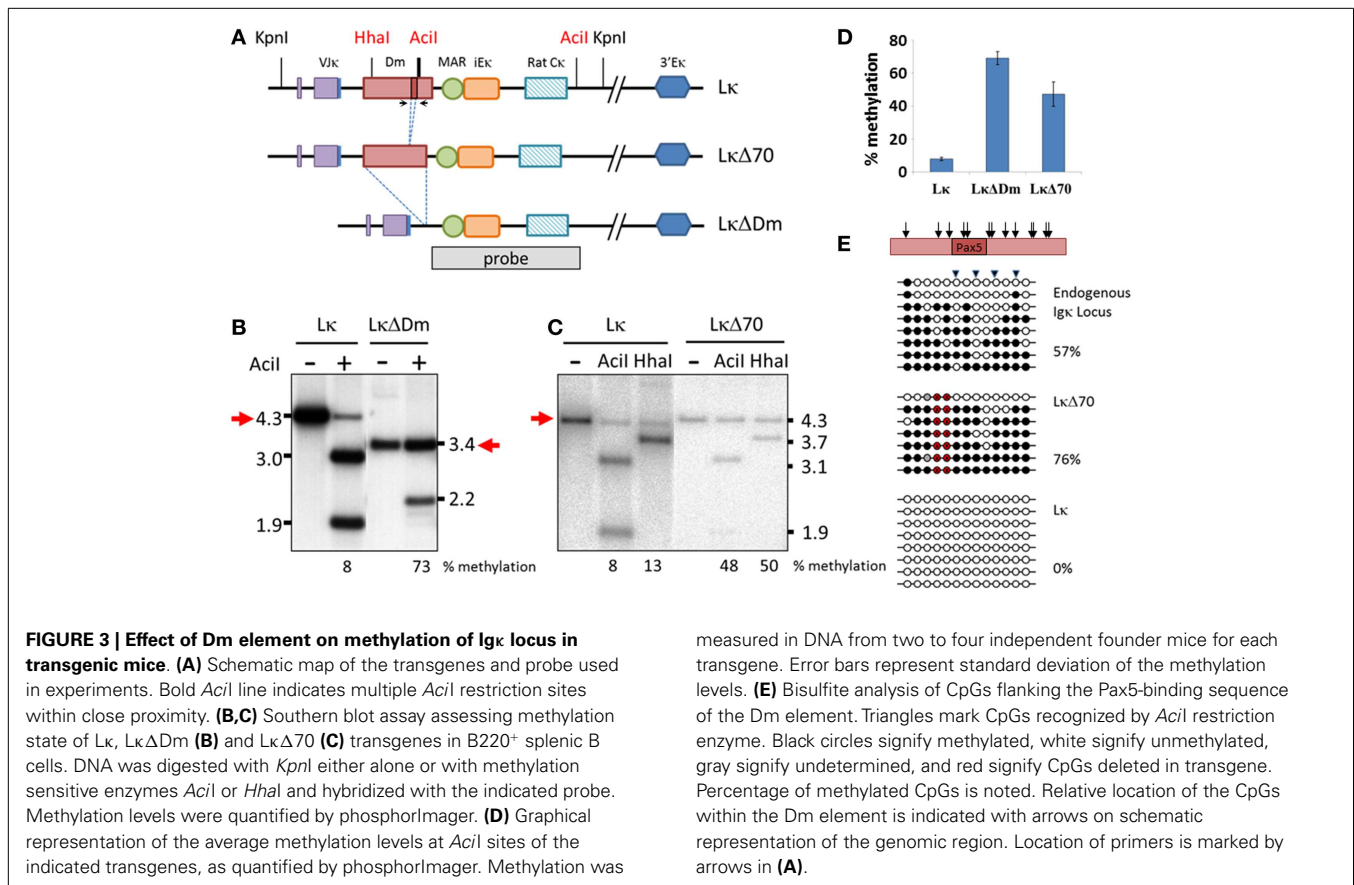 A
KpnI HhaI AciI AciI KpnI
VJκ Dm MAR iEκ Rat Cκ 3'Eκ
Lκ
LκΔ70
LκΔDm
probe
B
Lκ LκΔDm
AciI − + − +
4.3
3.0
1.9
3.4
2.2
8 73 % methylation
C
Lκ LκΔ70
− AciI HhaI − AciI HhaI
4.3
3.7
3.1
1.9
8 13 48 50 % methylation
D
% methylation
80
60
40
20
0
Lκ LκΔDm LκΔ70
E
Pax5
Endogenous
Igκ Locus
57%
LκΔ70
76%
Lκ
0%
FIGURE 3 | Effect of Dm element on methylation of Igκ locus in
transgenic mice. (A) Schematic map of the transgenes and probe used
in experiments. Bold AciI line indicates multiple AciI restriction sites
within close proximity. (B,C) Southern blot assay assessing methylation
state of Lκ, LκΔDm (B) and LκΔ70 (C) transgenes in B220+ splenic B
cells. DNA was digested with KpnI either alone or with methylation
sensitive enzymes AciI or HhaI and hybridized with the indicated probe.
Methylation levels were quantified by phosphorImager. (D) Graphical
representation of the average methylation levels at AciI sites of the
indicated transgenes, as quantified by phosphorImager. Methylation was
measured in DNA from two to four independent founder mice for each
transgene. Error bars represent standard deviation of the methylation
levels. (E) Bisulfite analysis of CpGs flanking the Pax5-binding sequence
of the Dm element. Triangles mark CpGs recognized by AciI restriction
enzyme. Black circles signify methylated, white signify unmethylated,
gray signify undetermined, and red signify CpGs deleted in transgene.
Percentage of methylated CpGs is noted. Relative location of the CpGs
within the Dm element is indicated with arrows on schematic
representation of the genomic region. Location of primers is marked by
arrows in (A).